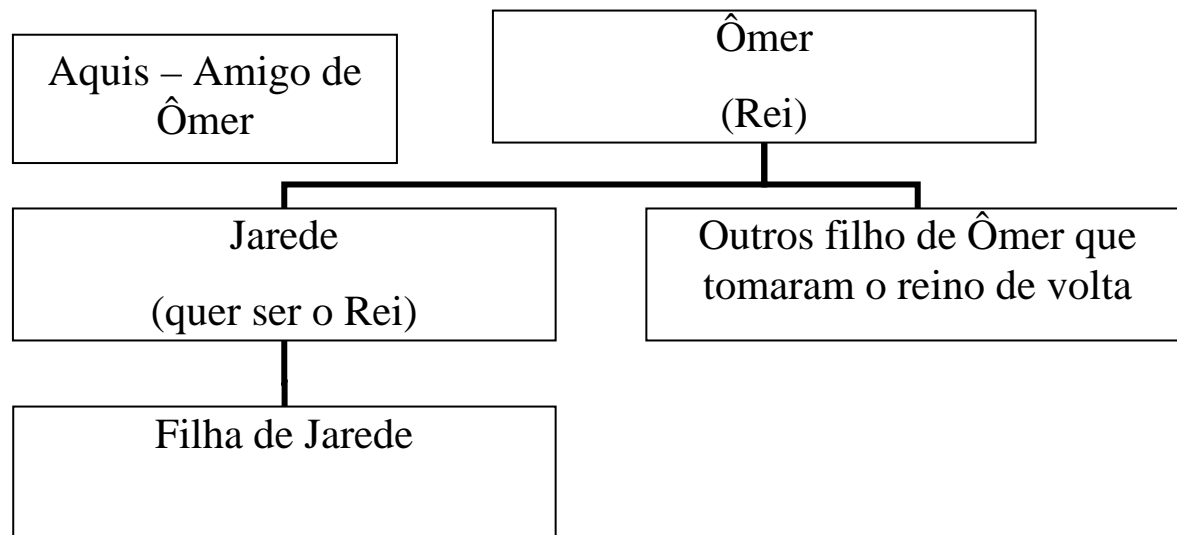 Aquis – Amigo de
Ômer
Ômer
(Rei)
Jarede
(quer ser o Rei)
Outros filho de Ômer que
tomaram o reino de volta
Filha de Jarede